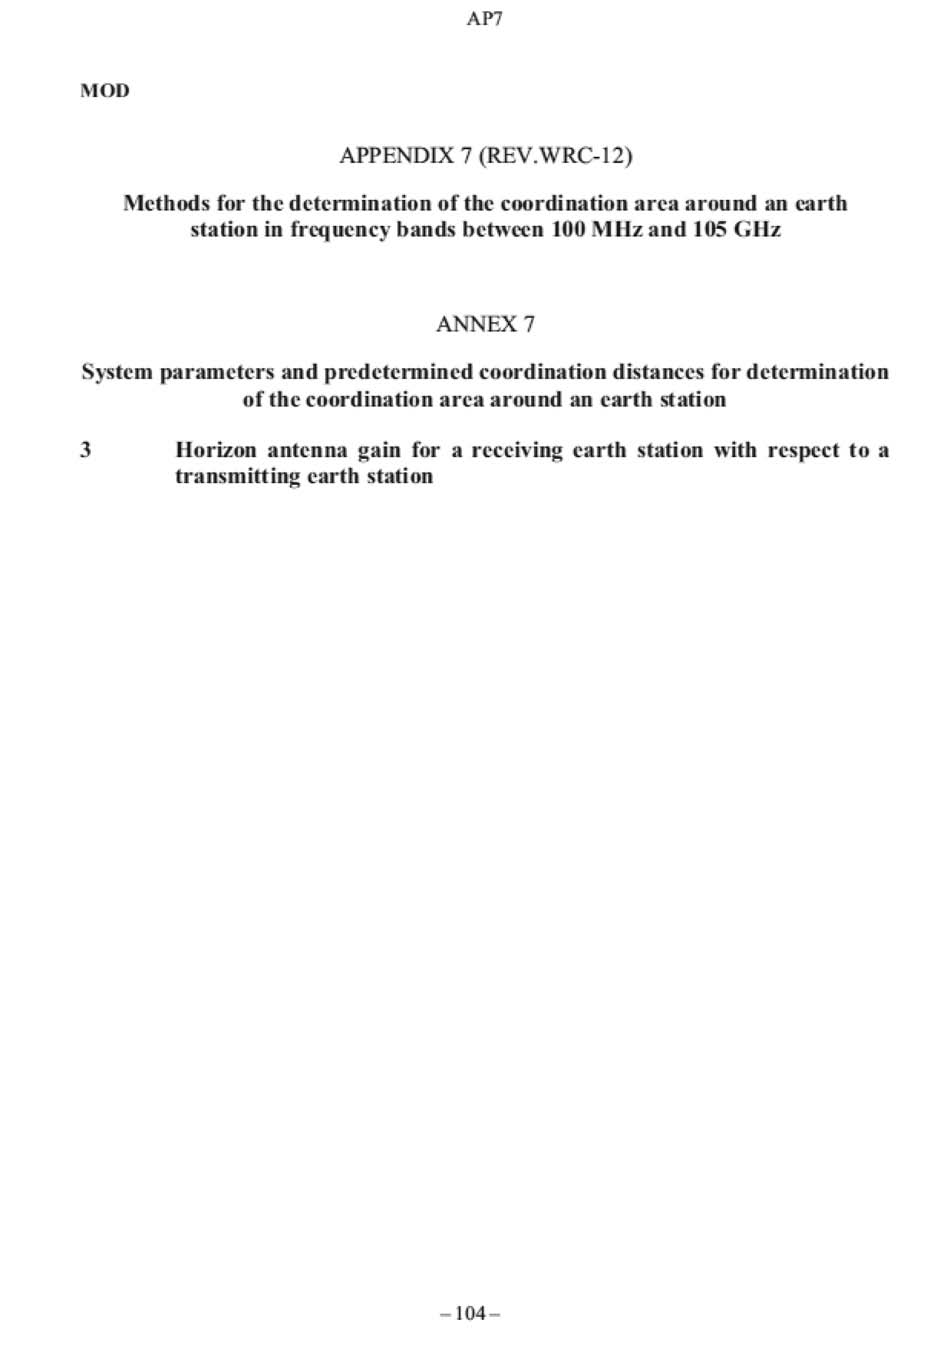 AP7
MOD
APPENDIX 7 (REV.WRC-12)
Methods for the determination of the coordination area around an earth
station in frequency bands between 100 MHz and 105 GHz
ANNEX 7
System parameters and predetermined coordination distances for determination
of the coordination area around an earth station
3 Horizon antenna gain for a receiving earth station with respect to a
transmitting earth station
– 104 –